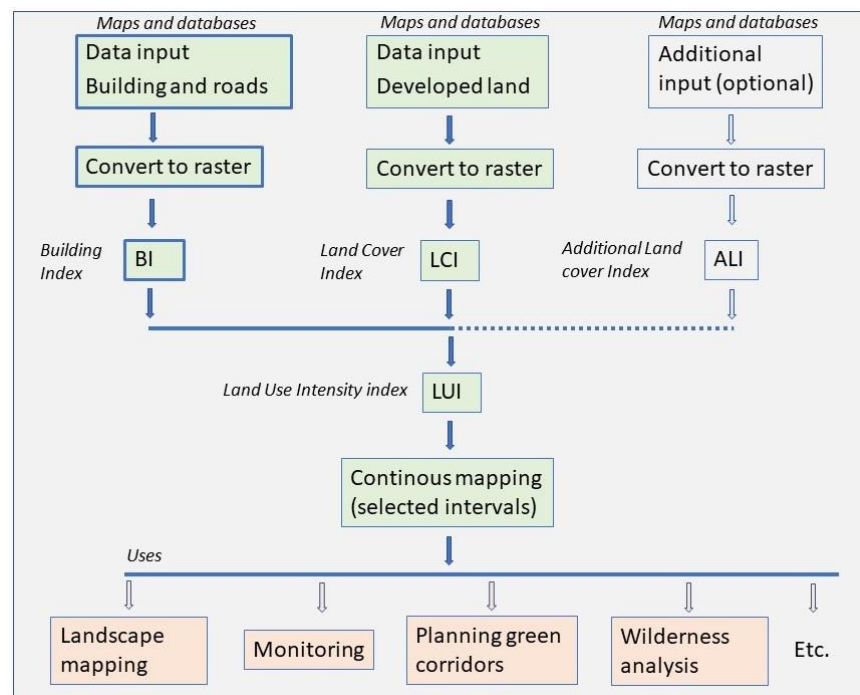 Maps and databases
Maps and databases
Maps and databases
Data input
Building and roads
Data input
Developed land
Additional
input (optional)
Convert to raster
Convert to raster
Convert to raster
Building
Index
BI
Land Cover
Index
LCI
Additional Land
cover Index
ALI
Land Use Intensity index
LUI
Continous mapping
(selected intervals)
Uses
Landscape
mapping
Monitoring
Planning green
corridors
Wilderness
analysis
Etc.